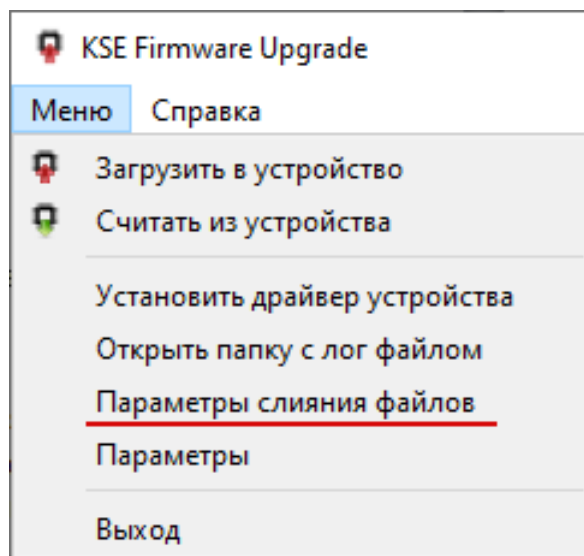 KSE Firmware Upgrade
Меню Справка
Загрузить в устройство
Считать из устройства
Установить драйвер устройства
Открыть папку с лог файлом
Параметры слияния файлов
Параметры
Выход